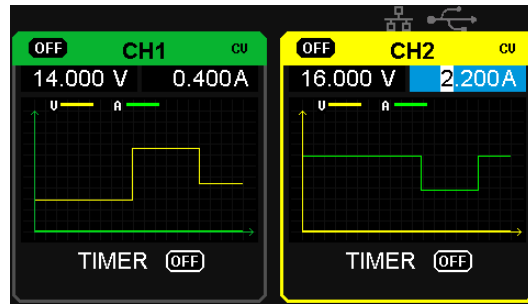 OFF CH1 CV
14.000 V 0.400A
V A
TIMER OFF
OFF CH2 CV
16.000 V 2.200A
V A
TIMER OFF